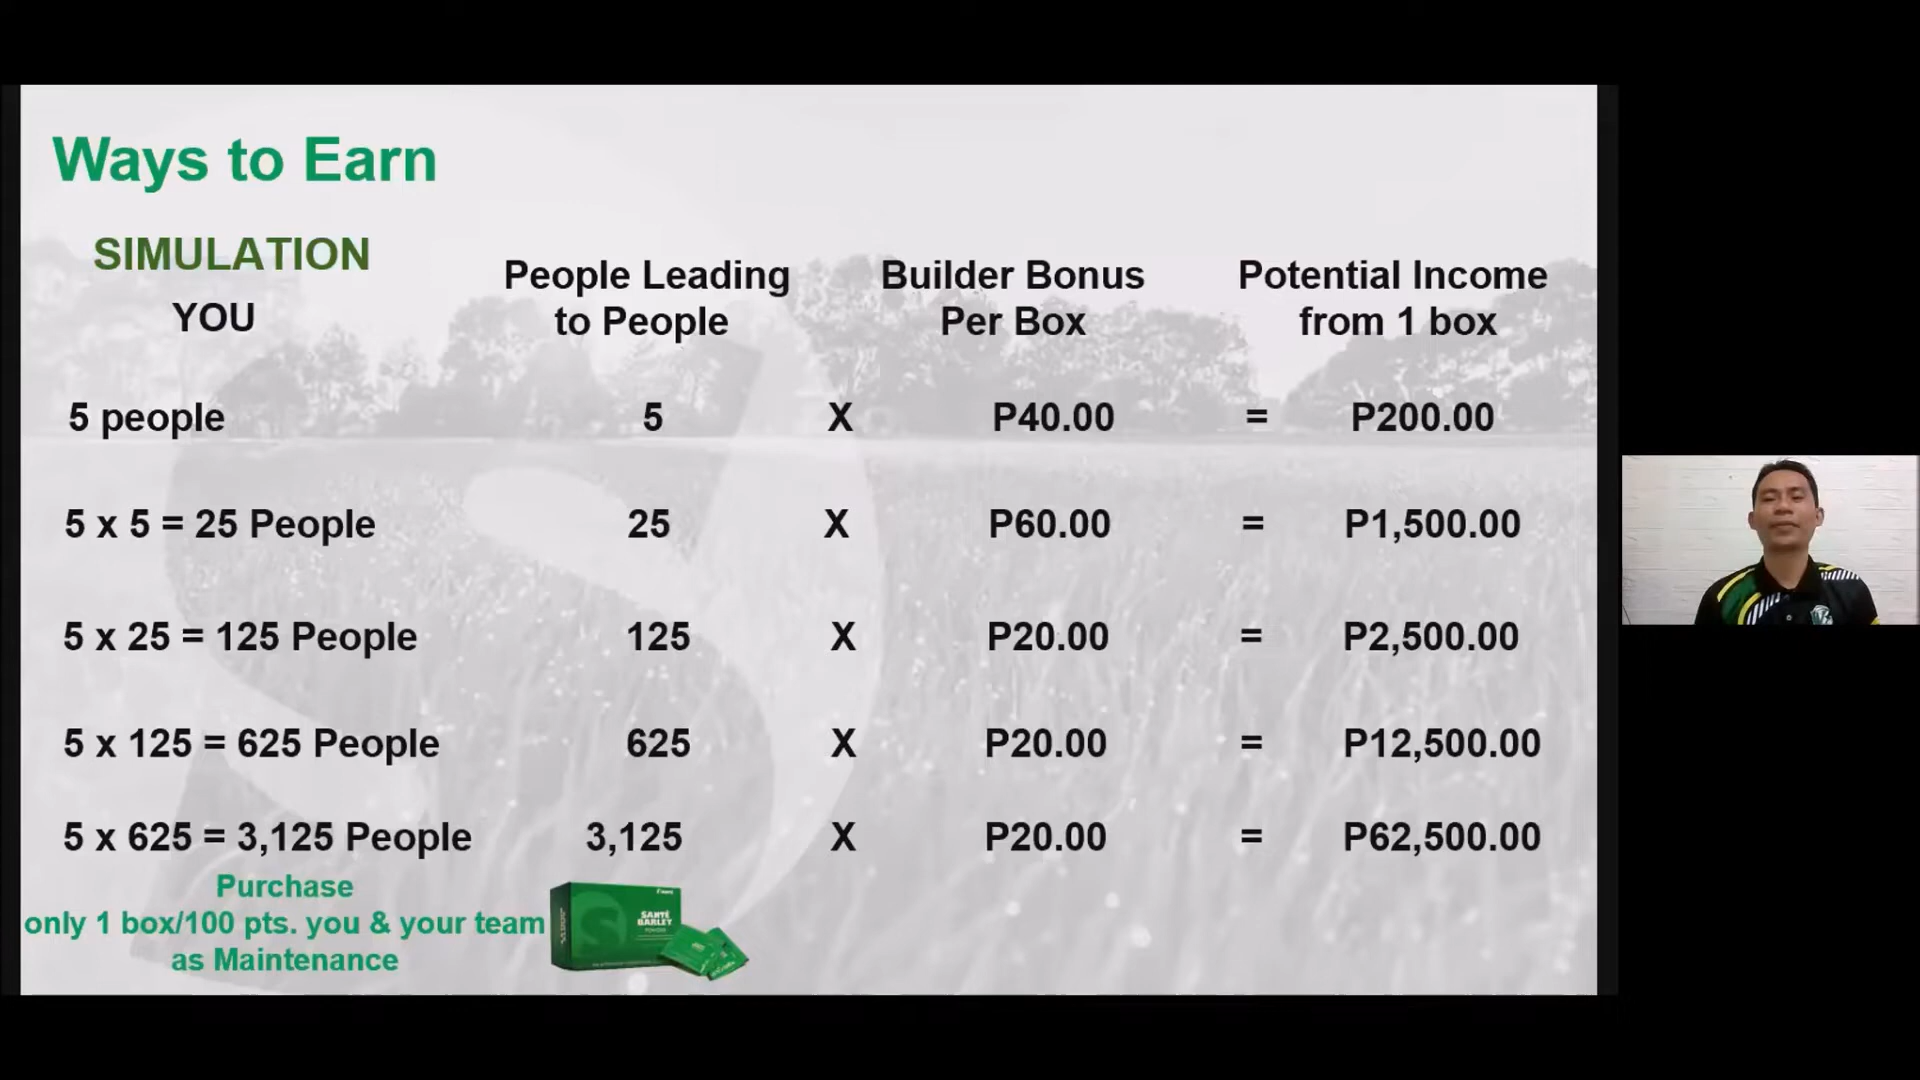 Ways to Earn
SIMULATION
YOU
People Leading
to People
Builder Bonus
Per Box
Potential Income
from 1 box
5 people 5 X P40.00 = P200.00
5 x 5 = 25 People 25 X P60.00 = P1,500.00
5 x 25 = 125 People 125 X P20.00 = P2,500.00
5 x 125 = 625 People 625 X P20.00 = P12,500.00
5 x 625 = 3,125 People 3,125 X P20.00 = P62,500.00
Purchase
only 1 box/100 pts. you & your team
as Maintenance
SANTÉ
BARLEY